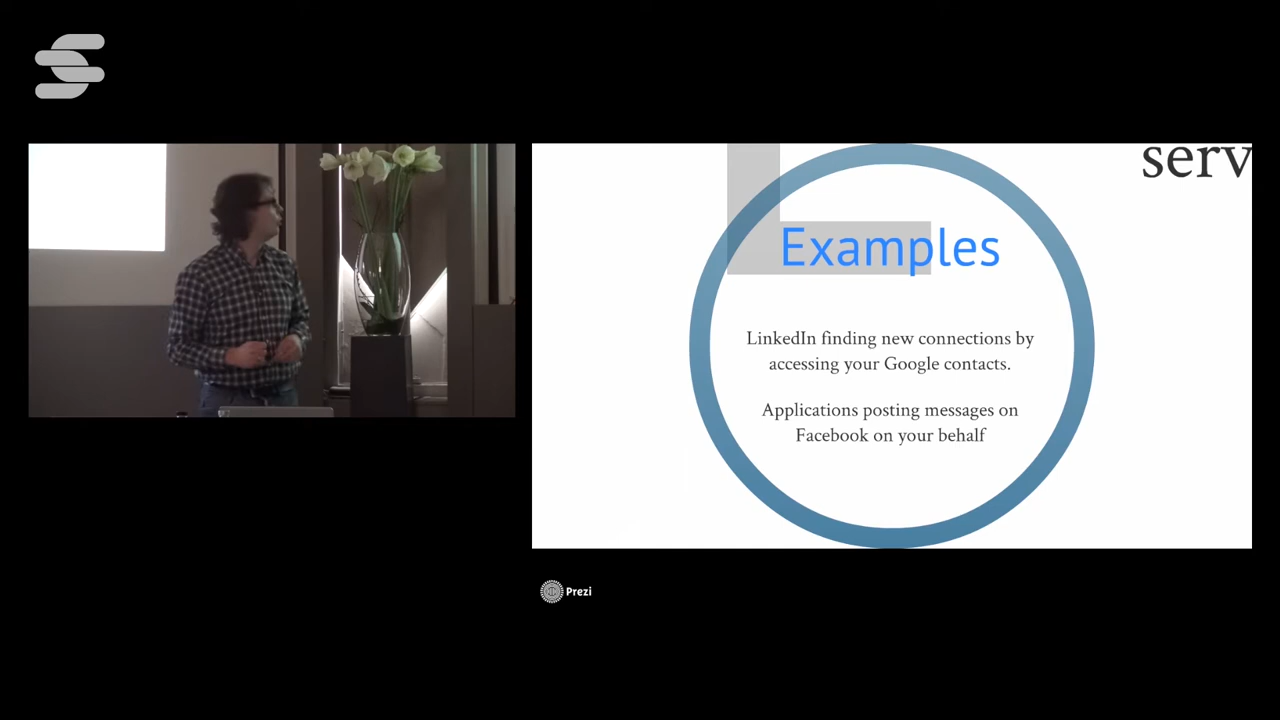 serv
Examples
LinkedIn finding new connections by
accessing your Google contacts.
Applications posting messages on
Facebook on your behalf
Prezi